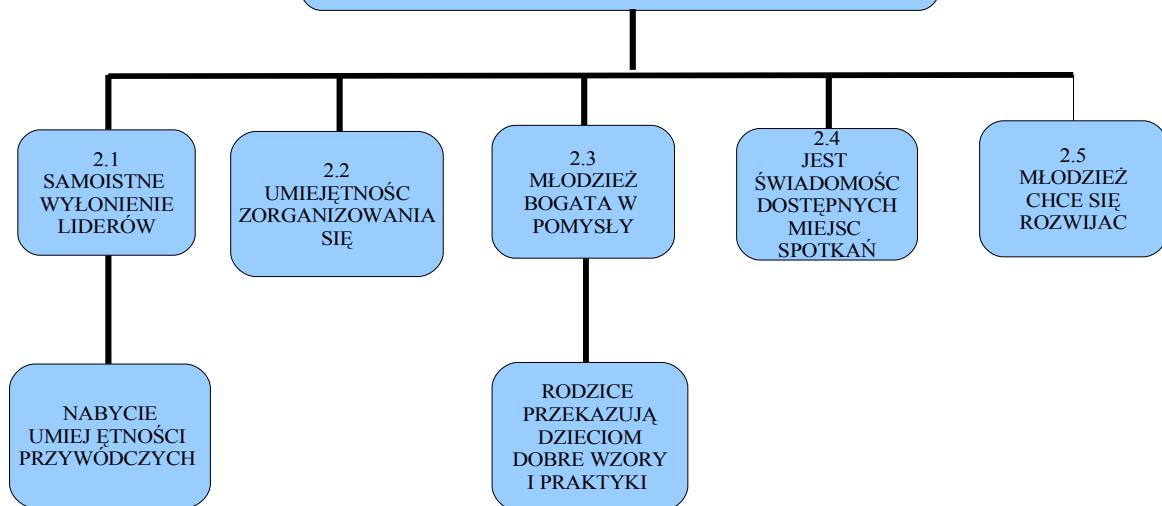 2.1
SAMOISTNE
WYŁONIENIE
LIDERÓW
2.2
UMIEJĘTNOŚC
ZORGANIZOWANIA
SIĘ
2.3
MŁODZIEŻ
BOGATA W
POMYSŁY
2.4
JEST
ŚWIADOMOŚC
DOSTĘPNYCH
MIEJSC
SPOTKAŃ
2.5
MŁODZIEŻ
CHCE SIĘ
ROZWIJAC
NABYCIE
UMIEJ ĘTNOŚCI
PRZYWÓDCZYCH
RODZICE
PRZEKAZUJĄ
DZIECIOM
DOBRE WZORY
I PRAKTYKI